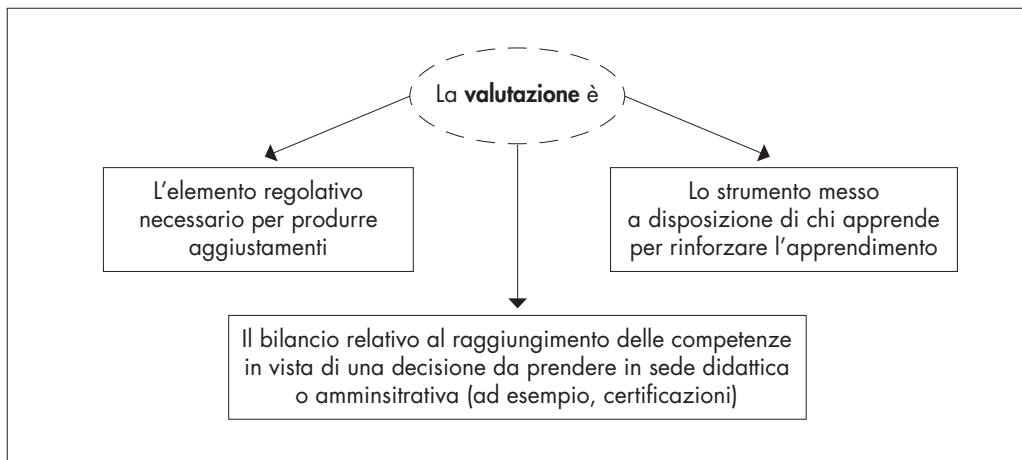 La valutazione è
L'elemento regolativo
necessario per produrre
aggiustamenti
Lo strumento messo
a disposizione di chi apprende
per rinforzare l'apprendimento
Il bilancio relativo al raggiungimento delle competenze
in vista di una decisione da prendere in sede didattica
o amminsitrativa (ad esempio, certificazioni)